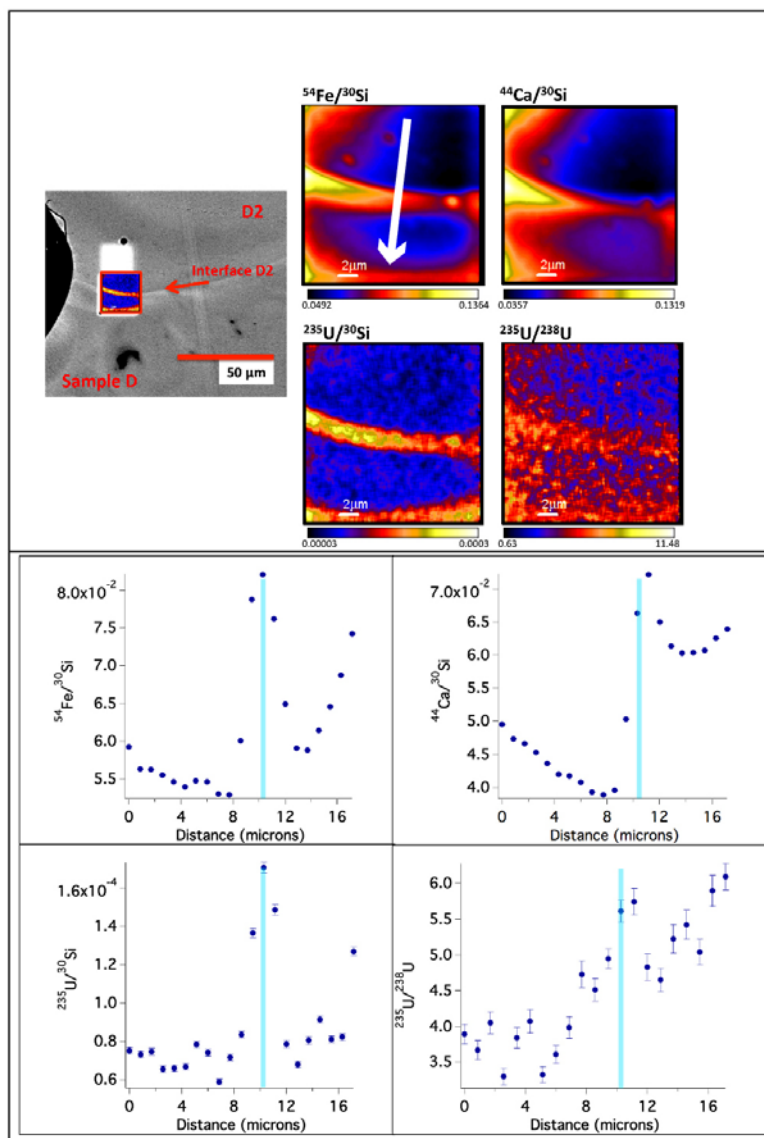 ⁵⁴Fe/³⁰Si
⁴⁴Ca/³⁰Si
D2
Interface D2
Sample D
50 µm
2µm
0.0492
0.1364
2µm
0.0357
0.1319
²³⁵U/³⁰Si
²³⁵U/²³⁸U
2µm
0.00003
0.0003
2µm
0.63
11.48
8.0x10⁻²
7.5
7.0
6.5
6.0
5.5
⁵⁴Fe/³⁰Si
0 4 8 12 16
Distance (microns)
7.0x10⁻²
6.0
5.0
4.0
⁴⁴Ca/³⁰Si
0 4 8 12 16
Distance (microns)
1.6x10⁻⁴
1.4
1.2
1.0
0.8
0.6
²³⁵U/³⁰Si
0 4 8 12 16
Distance (microns)
6.0
5.5
5.0
4.5
4.0
3.5
²³⁵U/²³⁸U
0 4 8 12 16
Distance (microns)